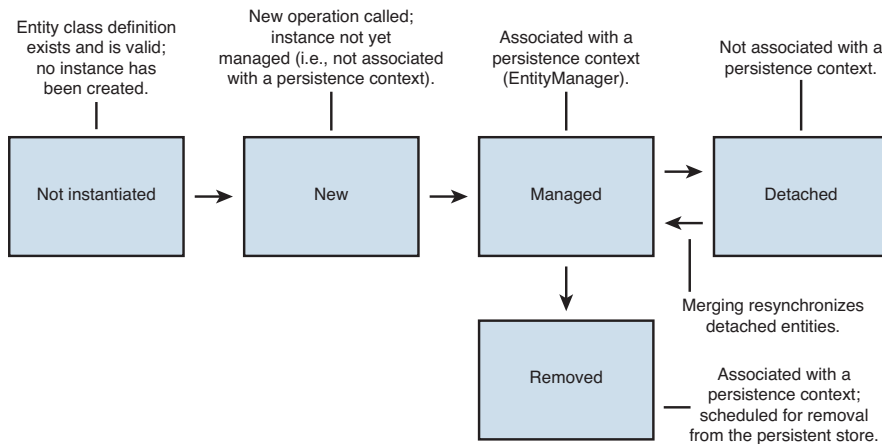 Entity class definition
exists and is valid;
no instance has
been created.
New operation called;
instance not yet
managed (i.e., not associated
with a persistence context).
Associated with a
persistence context
(EntityManager).
Not associated with a
persistence context.
Not instantiated
New
Managed
Detached
Merging resynchronizes
detached entities.
Removed
Associated with a
persistence context;
scheduled for removal
from the persistent store.